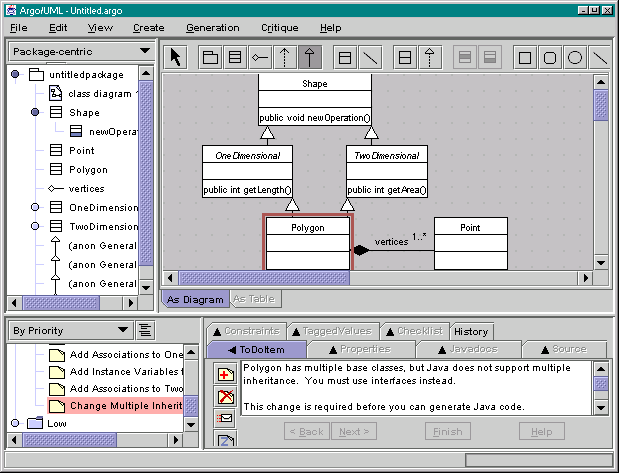 Argo/UML - Untitled.argo
File Edit View Create Generation Critique Help
Package-centric
untitledpackage
class diagram
Shape
newOpera
Point
Polygon
vertices
OneDimension
TwoDimension
(anon General
(anon General
(anon General
Shape
public void newOperation()
OneDimensional
public int getLength()
TwoDimensional
public int getArea()
Polygon
vertices
1..*
Point
As Diagram As Table
By Priority
Add Associations to One
Add Instance Variables t
Add Associations to Two
Change Multiple Inherit
Low
Constraints TaggedValues Checklist History
ToDoItem Properties Javadocs Source
Polygon has multiple base classes, but Java does not support multiple
inheritance. You must use interfaces instead.
This change is required before you can generate Java code.
< Back Next > Finish Help